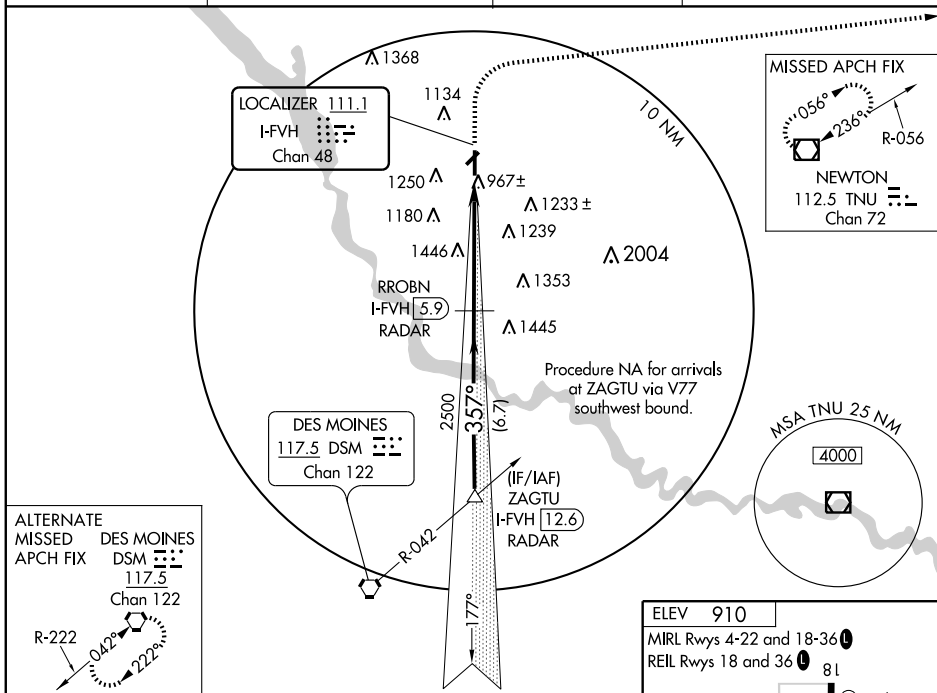 1368
1134
LOCALIZER 111.1
I-FVH
Chan 48
10 NM
MISSED APCH FIX
056°
236°
R-056
NEWTON
112.5 TNU
Chan 72
1250
967±
1180
1233 ±
1239
1446
2004
1353
RROBN
I-FVH 5.9
RADAR
1445
Procedure NA for arrivals
at ZAGTU via V77
southwest bound.
2500
357°
(6.7)
MSA TNU 25 NM
4000
DES MOINES
117.5 DSM
Chan 122
(IF/IAF)
ZAGTU
I-FVH 12.6
RADAR
R-042
177°
ALTERNATE
MISSED
APCH FIX
DES MOINES
DSM
117.5
Chan 122
R-222
042°
222°
ELEV 910
MIRL Rwys 4-22 and 18-36 L
REIL Rwys 18 and 36 L
18